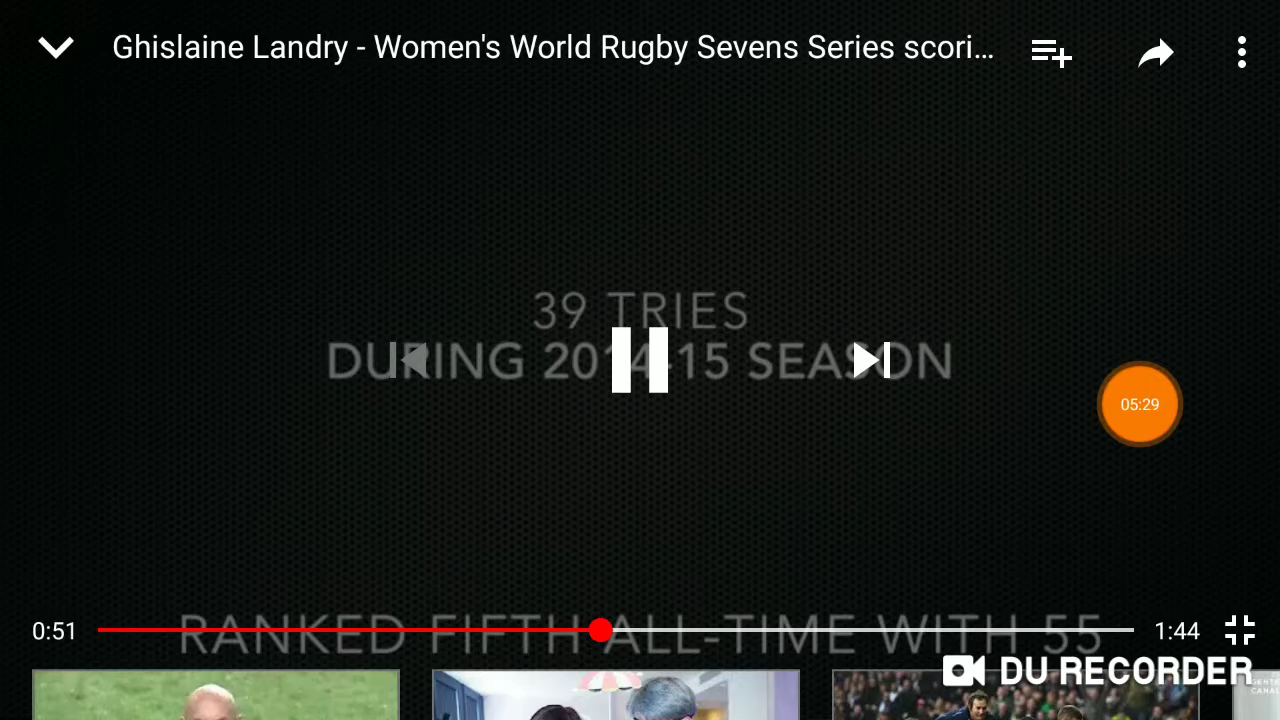 Ghislaine Landry - Women's World Rugby Sevens Series scori...
39 TRIES
DURING 2014-15 SEASON
05:29
RANKED FIFTH ALL-TIME WITH 55
0:51
1:44
DU RECORDER